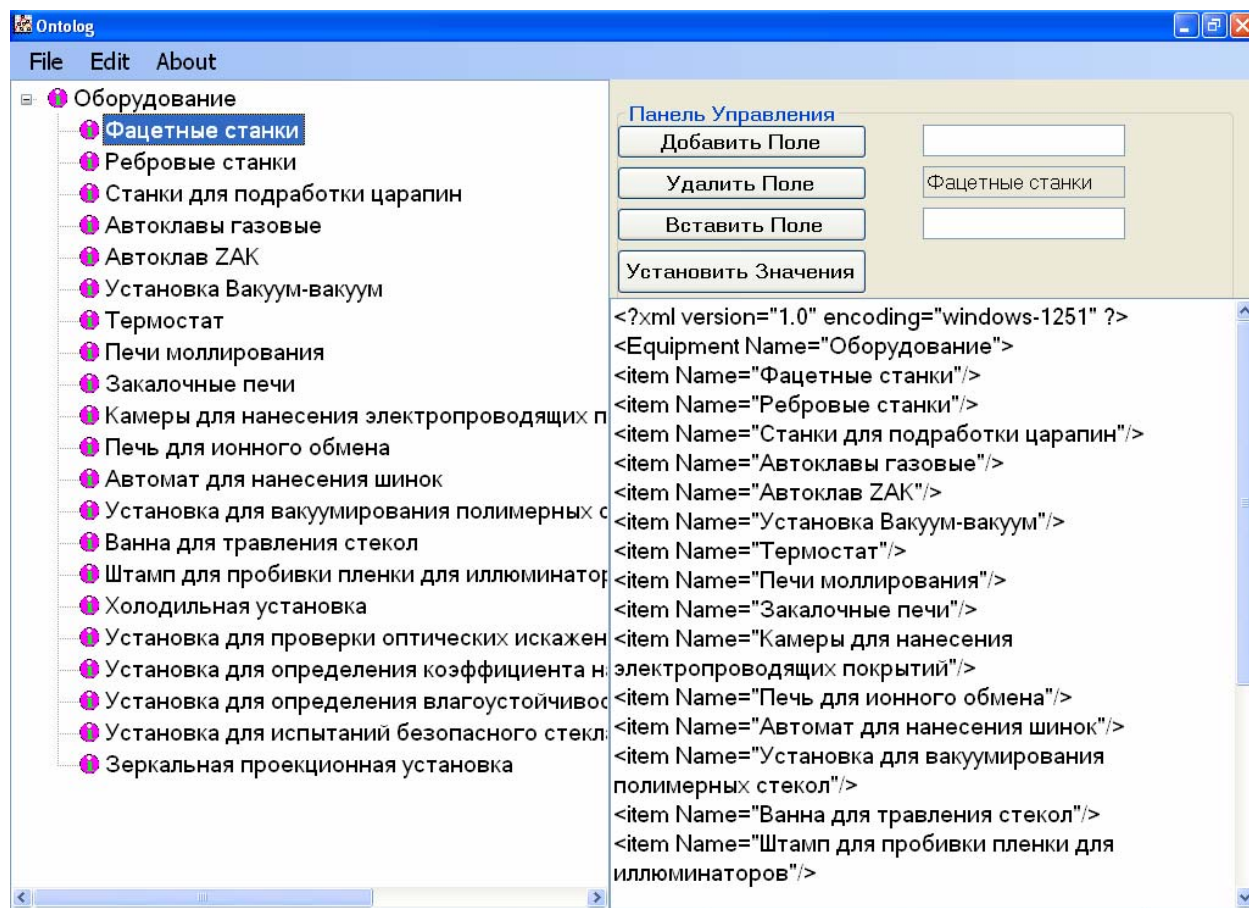 Ontolog
File Edit About
Оборудование
Фацетные станки
Ребровые станки
Станки для подработки царапин
Автоклавы газовые
Автоклав ZAK
Установка Вакуум-вакуум
Термостат
Печи моллирования
Закалочные печи
Камеры для нанесения электропроводящих п
Печь для ионного обмена
Автомат для нанесения шинок
Установка для вакуумирования полимерных с
Ванна для травления стекол
Штамп для пробивки пленки для иллюминатор
Холодильная установка
Установка для проверки оптических искажен
Установка для определения коэффициента н
Установка для определения влагоустойчивос
Установка для испытаний безопасного стекл
Зеркальная проекционная установка
Панель Управления
Добавить Поле
Удалить Поле
Фацетные станки
Вставить Поле
Установить Значения
<?xml version="1.0" encoding="windows-1251" ?>
<Equipment Name="Оборудование">
<item Name="Фацетные станки"/>
<item Name="Ребровые станки"/>
<item Name="Станки для подработки царапин"/>
<item Name="Автоклавы газовые"/>
<item Name="Автоклав ZAK"/>
<item Name="Установка Вакуум-вакуум"/>
<item Name="Термостат"/>
<item Name="Печи моллирования"/>
<item Name="Закалочные печи"/>
<item Name="Камеры для нанесения
электропроводящих покрытий"/>
<item Name="Печь для ионного обмена"/>
<item Name="Автомат для нанесения шинок"/>
<item Name="Установка для вакуумирования
полимерных стекол"/>
<item Name="Ванна для травления стекол"/>
<item Name="Штамп для пробивки пленки для
иллюминаторов"/>